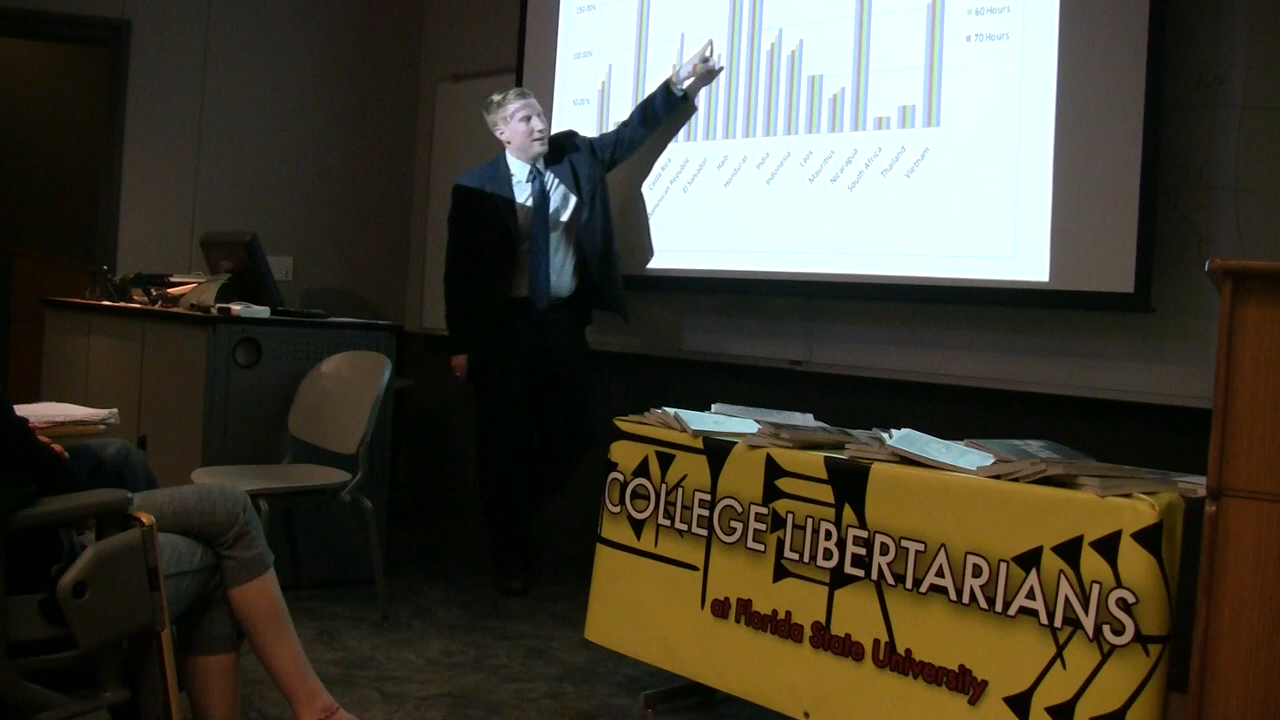 150.00%
100.00%
50.00%
60 Hours
70 Hours
Costa Rica
Dominican Republic
El Salvador
Haiti
Honduras
India
Indonesia
Laos
Mauritius
Nicaragua
South Africa
Thailand
Vietnam
COLLEGE LIBERTARIANS
at Florida State University